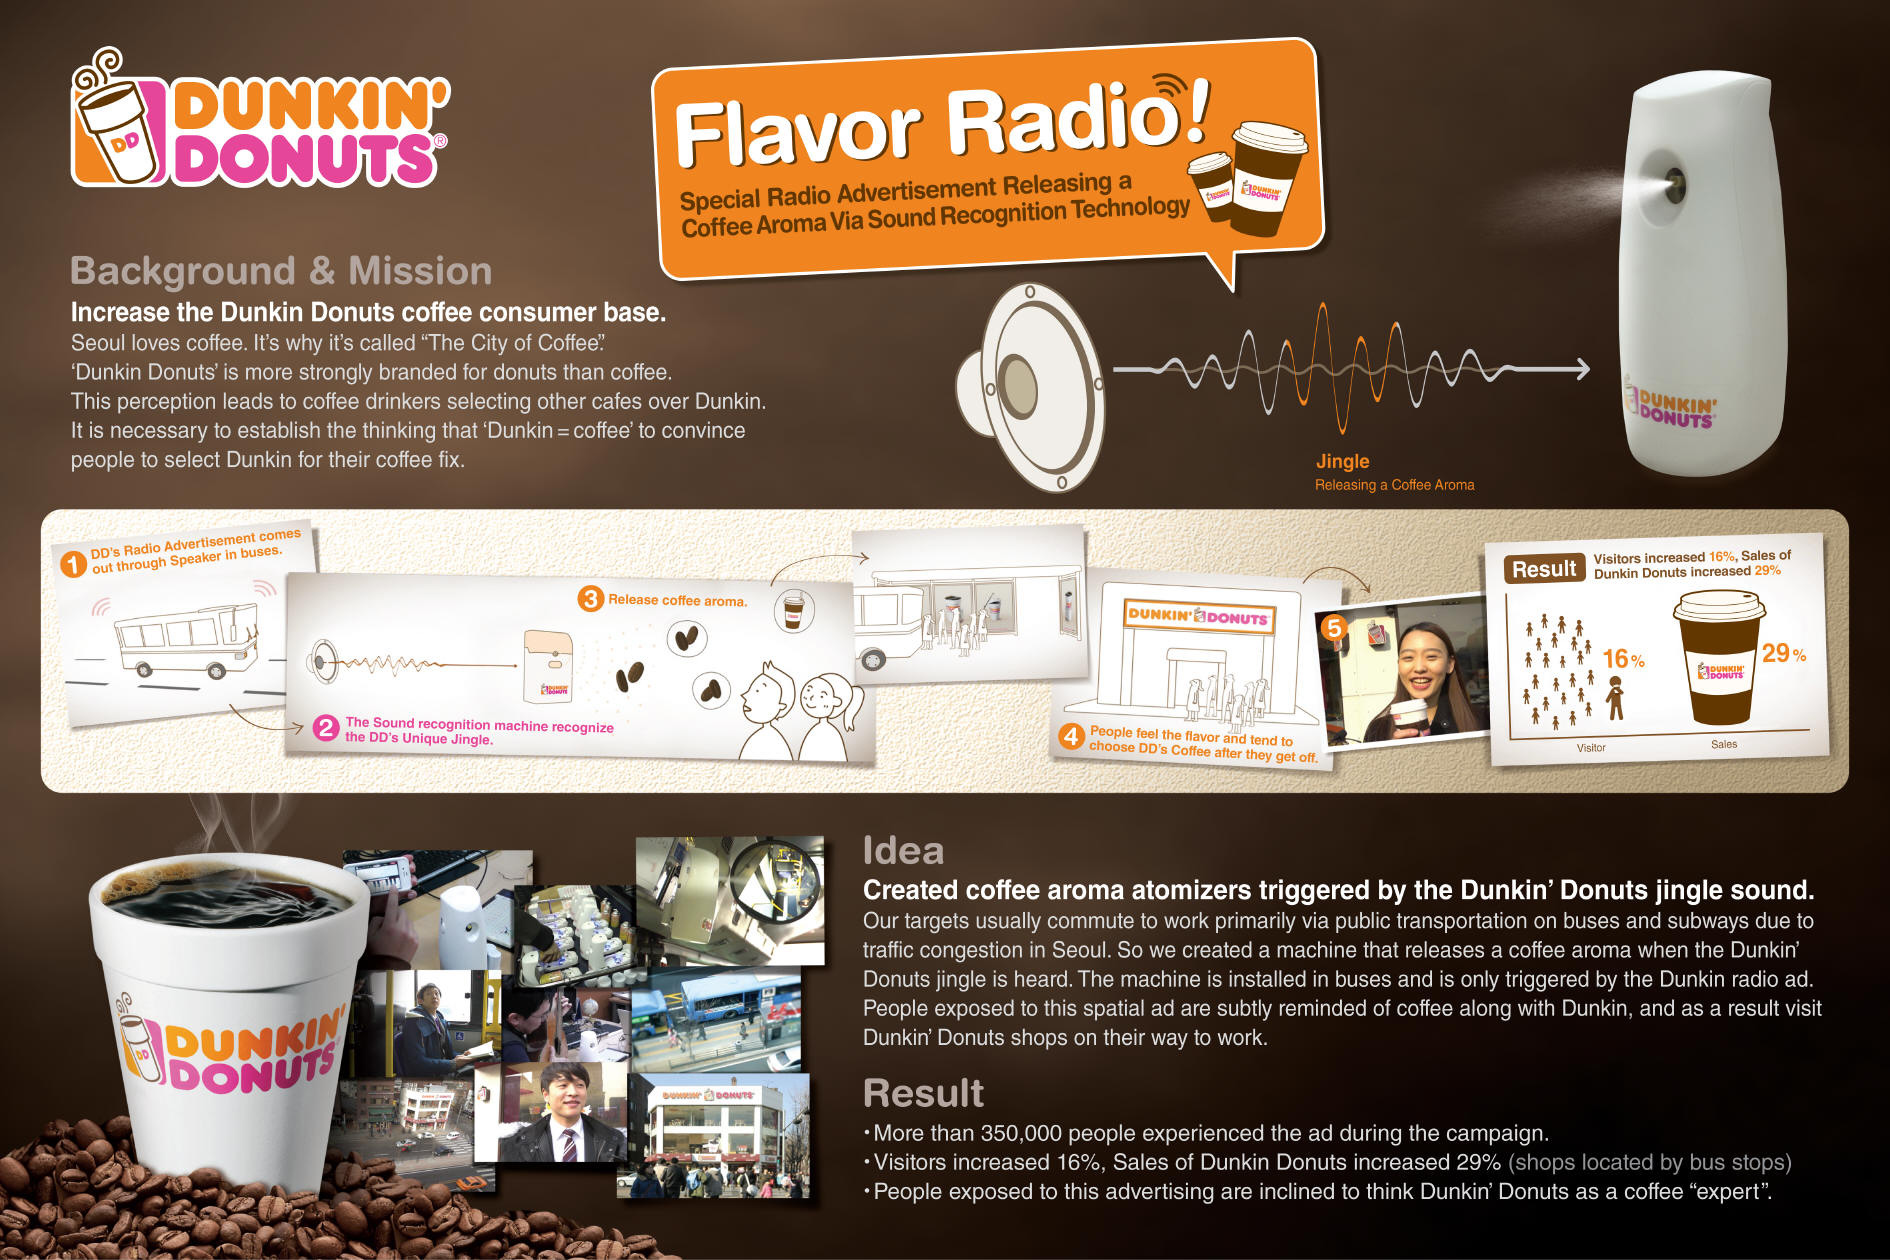 DUNKIN'
DONUTS®
DD
Flavor Radio!
Special Radio Advertisement Releasing a
Coffee Aroma Via Sound Recognition Technology
DUNKIN'
DONUTS
DUNKIN'
DONUTS
Background & Mission
Increase the Dunkin Donuts coffee consumer base.
Seoul loves coffee. It's why it's called “The City of Coffee”.
‘Dunkin Donuts’ is more strongly branded for donuts than coffee.
This perception leads to coffee drinkers selecting other cafes over Dunkin.
It is necessary to establish the thinking that ‘Dunkin = coffee’ to convince
people to select Dunkin for their coffee fix.
Jingle
Releasing a Coffee Aroma
DUNKIN'
DONUTS
1 DD's Radio Advertisement comes
out through Speaker in buses.
2 The Sound recognition machine recognize
the DD's Unique Jingle.
DUNKIN'
DONUTS
3 Release coffee aroma.
DUNKIN' DONUTS
4 People feel the flavor and tend to
choose DD's Coffee after they get off.
5
Result
Visitors increased 16%, Sales of
Dunkin Donuts increased 29%
16%
29%
DUNKIN'
DONUTS
Visitor
Sales
DUNKIN'
DONUTS
DD
DUNKIN' DONUTS
DUNKIN' DONUTS
Idea
Created coffee aroma atomizers triggered by the Dunkin’ Donuts jingle sound.
Our targets usually commute to work primarily via public transportation on buses and subways due to
traffic congestion in Seoul. So we created a machine that releases a coffee aroma when the Dunkin’
Donuts jingle is heard. The machine is installed in buses and is only triggered by the Dunkin radio ad.
People exposed to this spatial ad are subtly reminded of coffee along with Dunkin, and as a result visit
Dunkin’ Donuts shops on their way to work.
Result
• More than 350,000 people experienced the ad during the campaign.
• Visitors increased 16%, Sales of Dunkin Donuts increased 29% (shops located by bus stops)
• People exposed to this advertising are inclined to think Dunkin’ Donuts as a coffee “expert”.